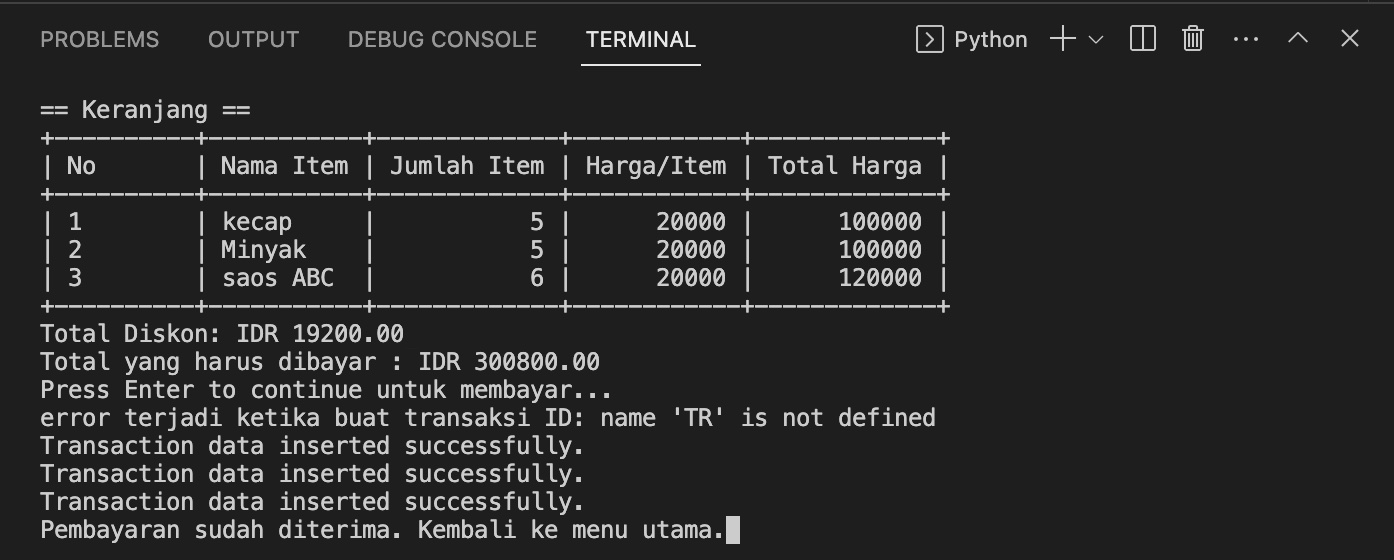 PROBLEMS OUTPUT DEBUG CONSOLE TERMINAL Python
== Keranjang ==
+----------+-----------+-------------+------------+-------------+
| No | Nama Item | Jumlah Item | Harga/Item | Total Harga |
+----------+-----------+-------------+------------+-------------+
| 1 | kecap | 5 | 20000 | 100000 |
| 2 | Minyak | 5 | 20000 | 100000 |
| 3 | saos ABC | 6 | 20000 | 120000 |
+----------+-----------+-------------+------------+-------------+
Total Diskon: IDR 19200.00
Total yang harus dibayar : IDR 300800.00
Press Enter to continue untuk membayar...
error terjadi ketika buat transaksi ID: name 'TR' is not defined
Transaction data inserted successfully.
Transaction data inserted successfully.
Transaction data inserted successfully.
Pembayaran sudah diterima. Kembali ke menu utama.